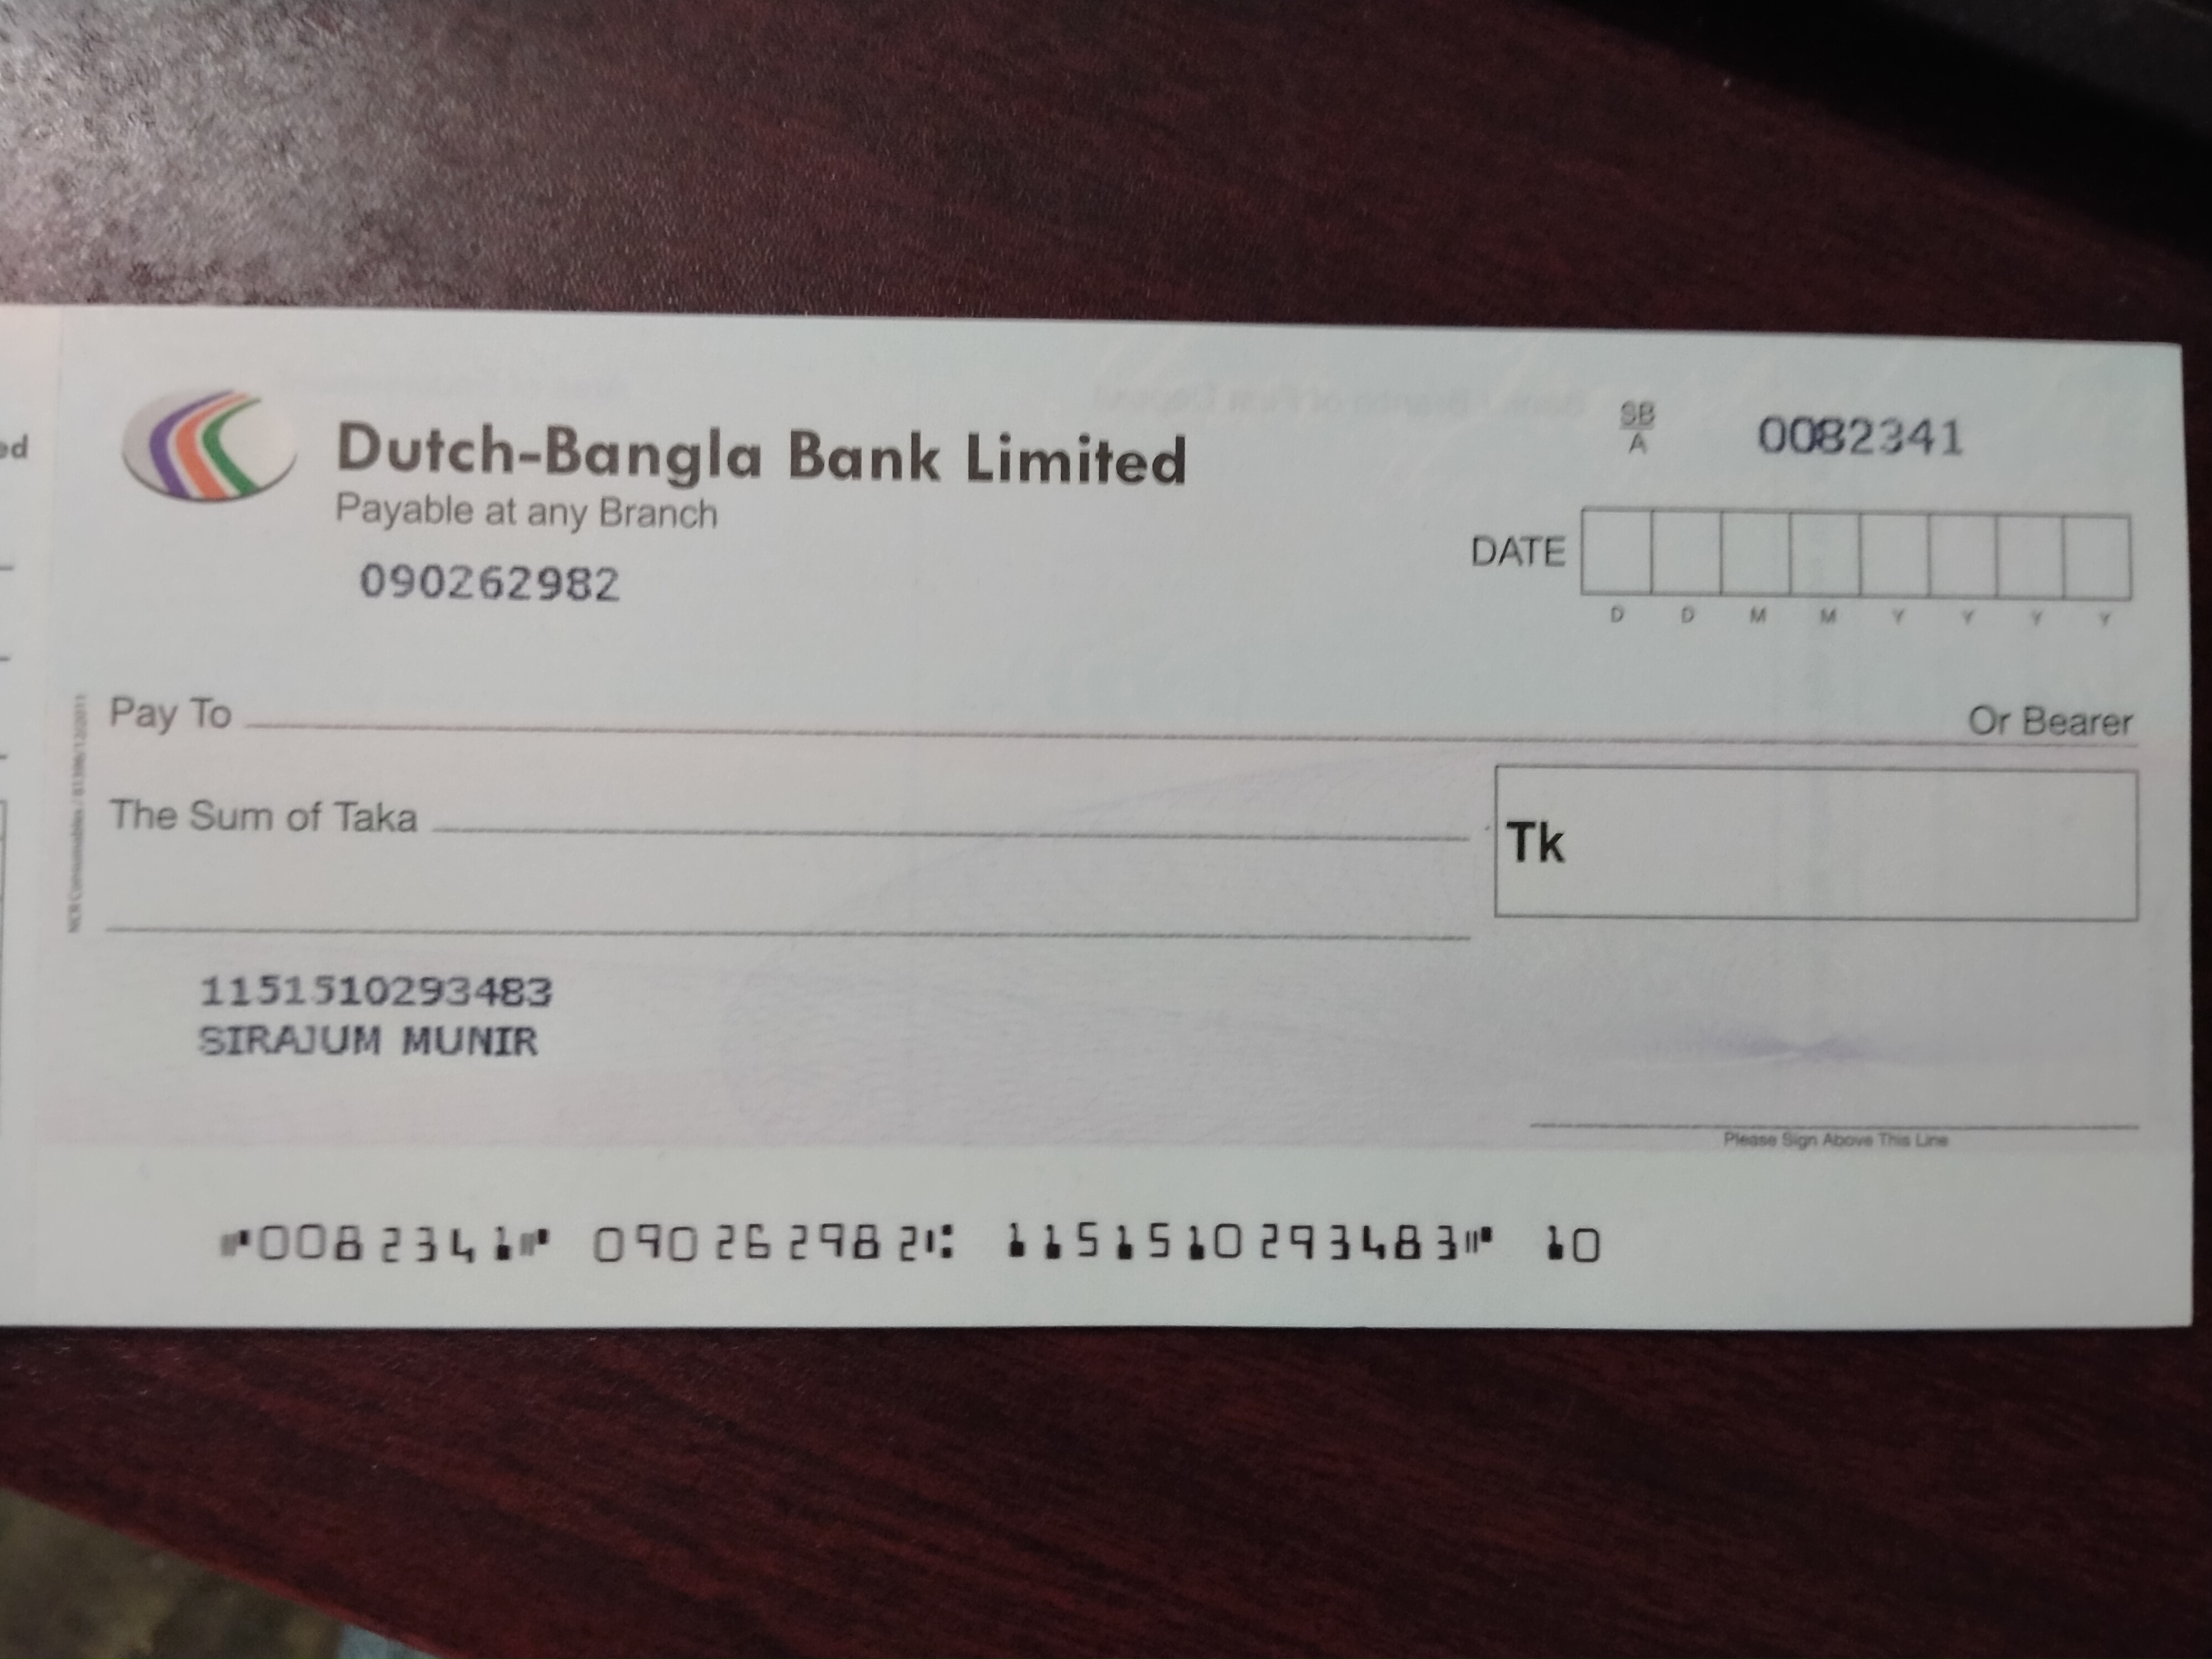 ed
Dutch-Bangla Bank Limited
Payable at any Branch
090262982
SB
A
0082341
DATE
D D M M Y Y Y Y
Pay To
Or Bearer
The Sum of Taka
Tk
1151510293483
SIRAJUM MUNIR
Please Sign Above This Line
⑈0082341⑈ 090262982⑆ 1151510293483⑈ 10